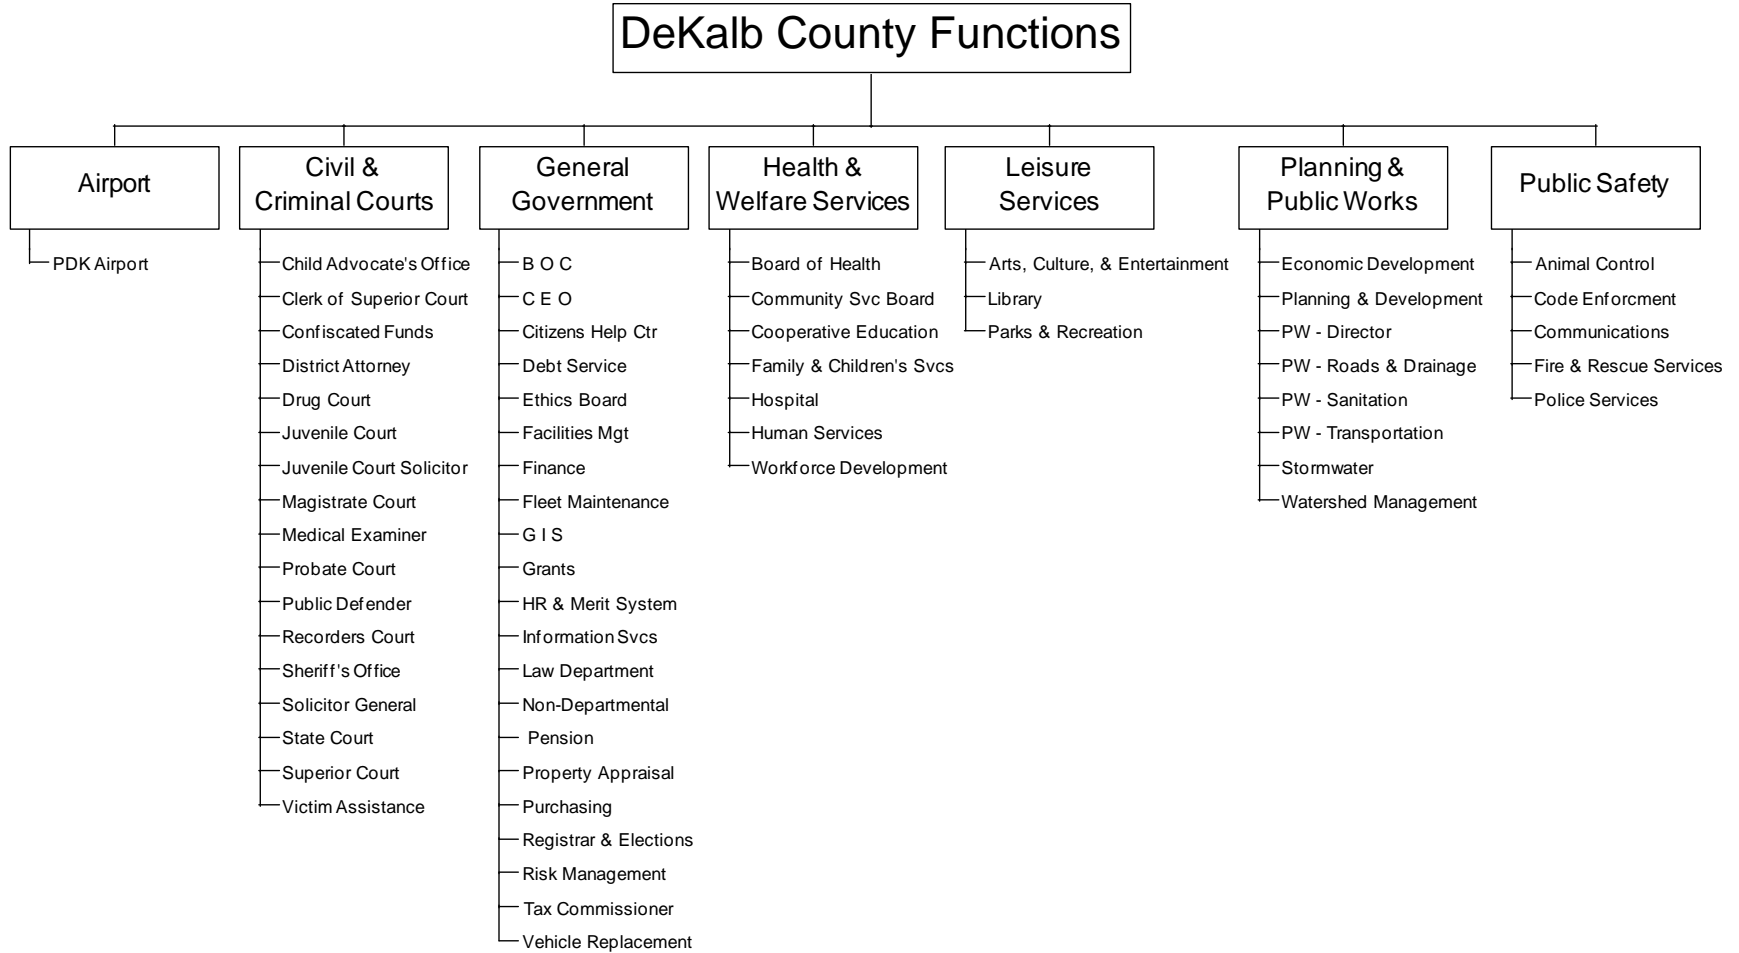 DeKalb County Functions
Airport
PDK Airport
Civil &
Criminal Courts
Child Advocate's Office
Clerk of Superior Court
Confiscated Funds
District Attorney
Drug Court
Juvenile Court
Juvenile Court Solicitor
Magistrate Court
Medical Examiner
Probate Court
Public Defender
Recorders Court
Sheriff's Office
Solicitor General
State Court
Superior Court
Victim Assistance
General
Government
B O C
C E O
Citizens Help Ctr
Debt Service
Ethics Board
Facilities Mgt
Finance
Fleet Maintenance
G I S
Grants
HR & Merit System
Information Svcs
Law Department
Non-Departmental
Pension
Property Appraisal
Purchasing
Registrar & Elections
Risk Management
Tax Commissioner
Vehicle Replacement
Health &
Welfare Services
Board of Health
Community Svc Board
Cooperative Education
Family & Children's Svcs
Hospital
Human Services
Workforce Development
Leisure
Services
Arts, Culture, & Entertainment
Library
Parks & Recreation
Planning &
Public Works
Economic Development
Planning & Development
PW - Director
PW - Roads & Drainage
PW - Sanitation
PW - Transportation
Stormwater
Watershed Management
Public Safety
Animal Control
Code Enforcment
Communications
Fire & Rescue Services
Police Services